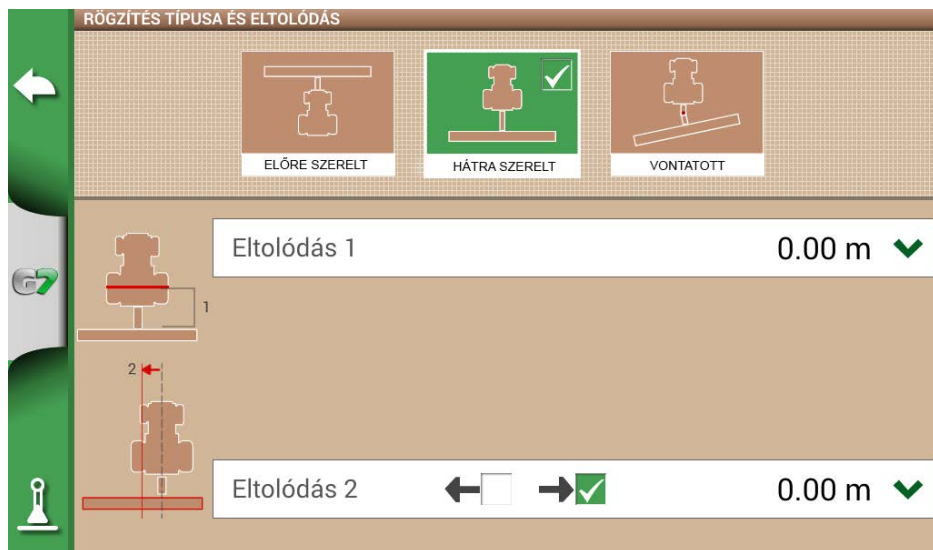 RÖGZÍTÉS TÍPUSA ÉS ELTOLÓDÁS
ELŐRE SZERELT
HÁTRA SZERELT
VONTATOTT
G7
Eltolódás 1
0.00 m
1
2
Eltolódás 2
0.00 m